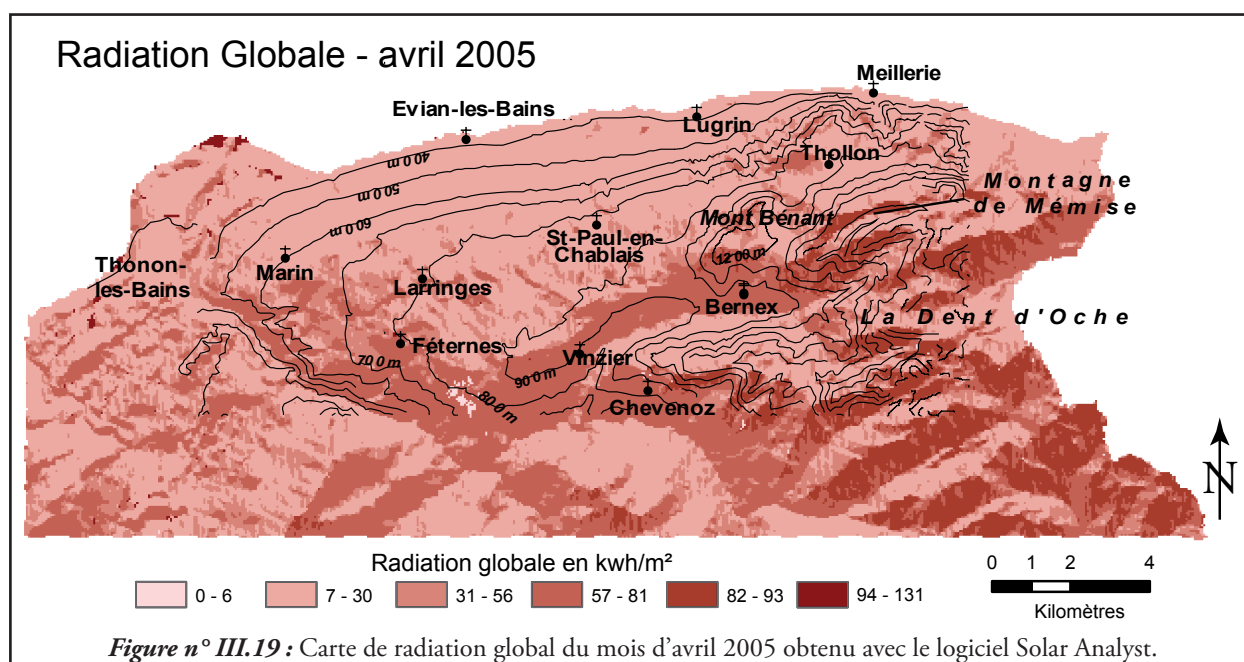 Radiation Globale - avril 2005
Meillerie
Evian-les-Bains
Lugrin
Thollon
400 m
500 m
600 m
Montagne
de Mémise
Mont Bénant
St-Paul-en-
Chablais
1200 m
Thonon-
les-Bains
Marin
Larringes
Bernex
La Dent d'Oche
Féternes
Vinzier
700 m
900 m
800 m
Chevenoz
N
Radiation globale en kwh/m²
0 - 6
7 - 30
31 - 56
57 - 81
82 - 93
94 - 131
0 1 2 4
Kilomètres
Figure n° III.19 : Carte de radiation global du mois d'avril 2005 obtenu avec le logiciel Solar Analyst.